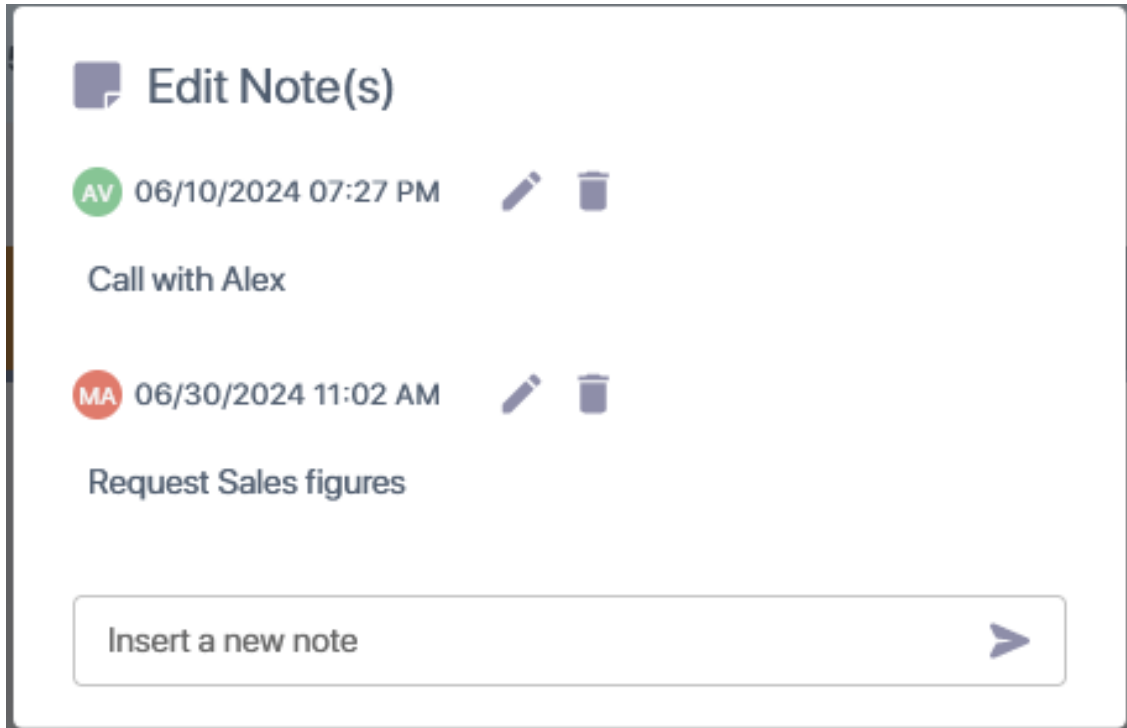 Edit Note(s)
AV 06/10/2024 07:27 PM
Call with Alex
MA 06/30/2024 11:02 AM
Request Sales figures
Insert a new note